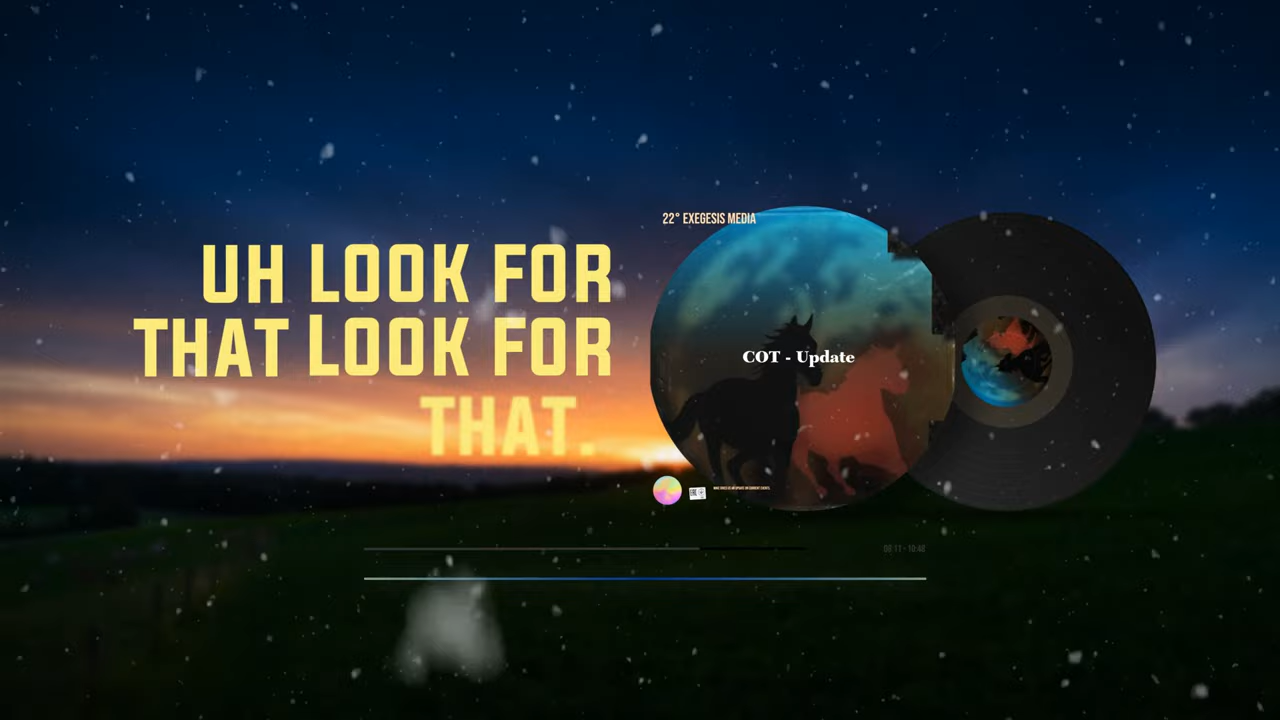 UH LOOK FOR
THAT LOOK FOR
THAT.
22° EXEGESIS MEDIA
COT - Update